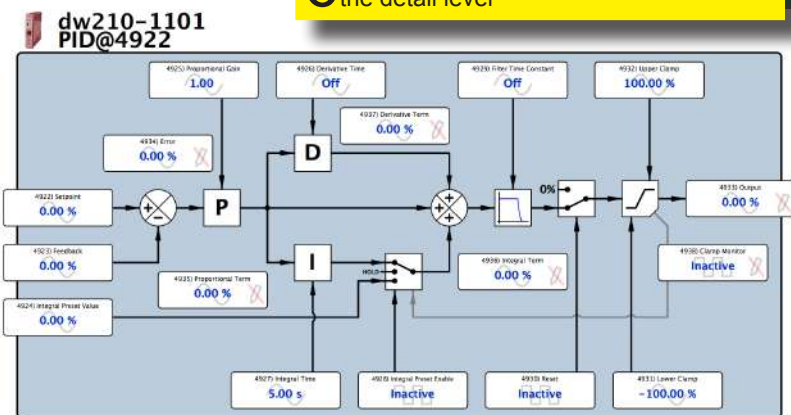 the detail level
dw210-1101
PID@4922
4925) Proportional Gain
1.00
4926) Derivative Time
Off
4929) Filter Time Constant
Off
4932) Upper Clamp
100.00 %
4937) Derivative Term
0.00 %
4934) Error
0.00 %
D
4922) Setpoint
0.00 %
P
0%
4933) Output
0.00 %
4923) Feedback
0.00 %
I
HOLD
4935) Proportional Term
0.00 %
4936) Integral Term
0.00 %
4938) Clamp Monitor
Inactive
4924) Integral Preset Value
0.00 %
4927) Integral Time
5.00 s
4928) Integral Preset Enable
Inactive
4930) Reset
Inactive
4931) Lower Clamp
-100.00 %